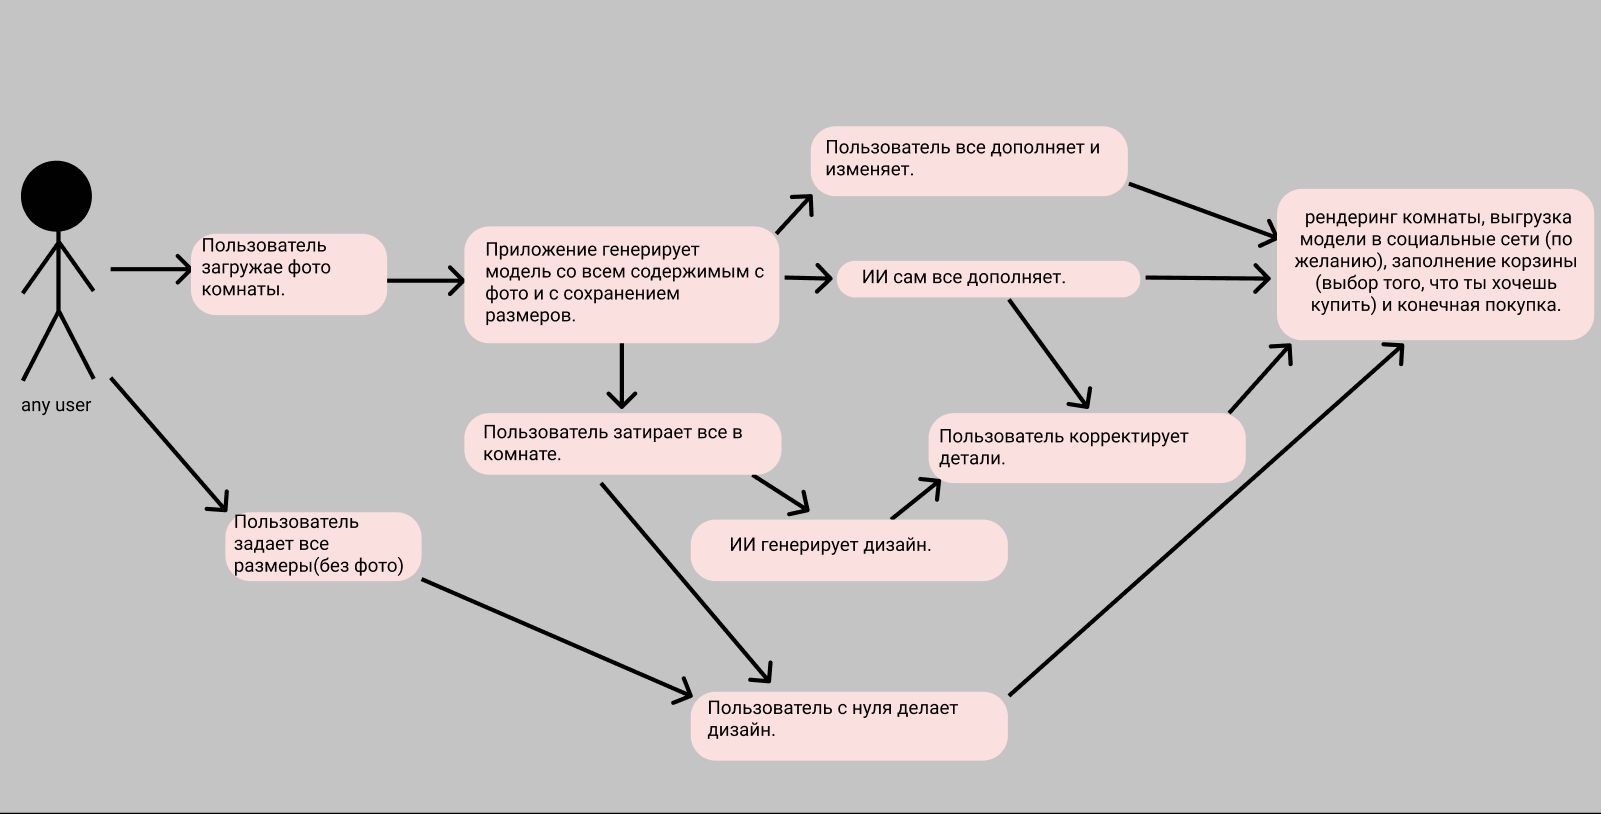 Пользователь все дополняет и
изменяет.
рендеринг комнаты, выгрузка
модели в социальные сети (по
желанию), заполнение корзины
(выбор того, что ты хочешь
купить) и конечная покупка.
Пользователь
загружае фото
комнаты.
Приложение генерирует
модель со всем содержимым с
фото и с сохранением
размеров.
ИИ сам все дополняет.
any user
Пользователь затирает все в
комнате.
Пользователь корректирует
детали.
Пользователь
задает все
размеры(без фото)
ИИ генерирует дизайн.
Пользователь с нуля делает
дизайн.